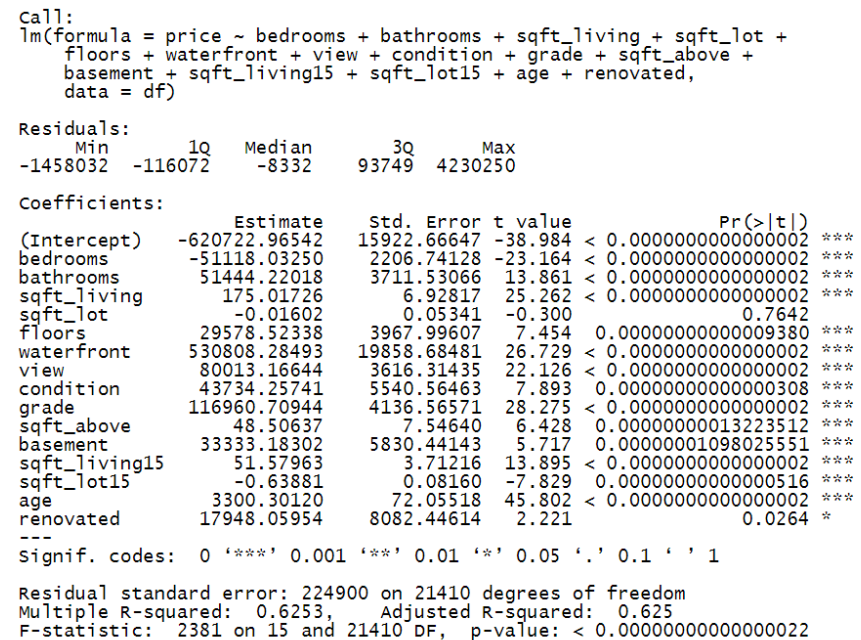 Call:
lm(formula = price ~ bedrooms + bathrooms + sqft_living + sqft_lot +
    floors + waterfront + view + condition + grade + sqft_above +
    basement + sqft_living15 + sqft_lot15 + age + renovated,
    data = df)
Residuals:
     Min       1Q   Median       3Q      Max
-1458032  -116072    -8332    93749  4230250
Coefficients:
                  Estimate    Std. Error t value             Pr(>|t|)
(Intercept)   -620722.96542   15922.66647 -38.984 < 0.0000000000000002 ***
bedrooms       -51118.03250    2206.74128 -23.164 < 0.0000000000000002 ***
bathrooms       51444.22018    3711.53066  13.861 < 0.0000000000000002 ***
sqft_living       175.01726       6.92817  25.262 < 0.0000000000000002 ***
sqft_lot           -0.01602       0.05341  -0.300               0.7642
floors          29578.52338    3967.99607   7.454   0.00000000000009380 ***
waterfront     530808.28493   19858.68481  26.729 < 0.0000000000000002 ***
view            80013.16644    3616.31435  22.126 < 0.0000000000000002 ***
condition       43734.25741    5540.56463   7.893   0.00000000000000308 ***
grade          116960.70944    4136.56571  28.275 < 0.0000000000000002 ***
sqft_above         48.50637       7.54640   6.428   0.00000000013223512 ***
basement        33333.18302    5830.44143   5.717   0.00000001098025551 ***
sqft_living15      51.57963       3.71216  13.895 < 0.0000000000000002 ***
sqft_lot15         -0.63881       0.08160  -7.829   0.00000000000000516 ***
age              3300.30120      72.05518  45.802 < 0.0000000000000002 ***
renovated       17948.05954    8082.44614   2.221               0.0264 *
---
Signif. codes:  0 ‘***’ 0.001 ‘**’ 0.01 ‘*’ 0.05 ‘.’ 0.1 ‘ ’ 1
Residual standard error: 224900 on 21410 degrees of freedom
Multiple R-squared:  0.6253,    Adjusted R-squared:  0.625
F-statistic:  2381 on 15 and 21410 DF,  p-value: < 0.00000000000000022